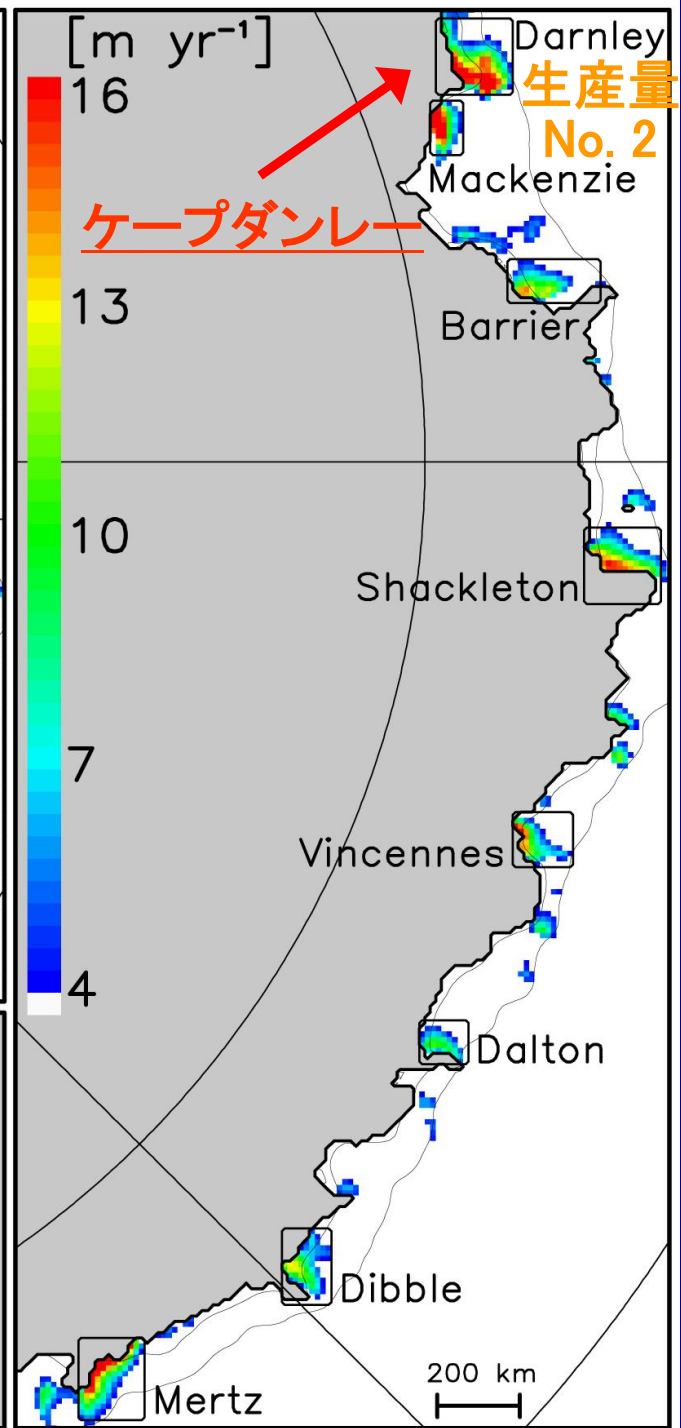 [m yr⁻¹]
16
13
10
7
4
Darnley
生産量
No. 2
Mackenzie
ケープダンレー
Barrier
Shackleton
Vincennes
Dalton
Dibble
200 km
Mertz